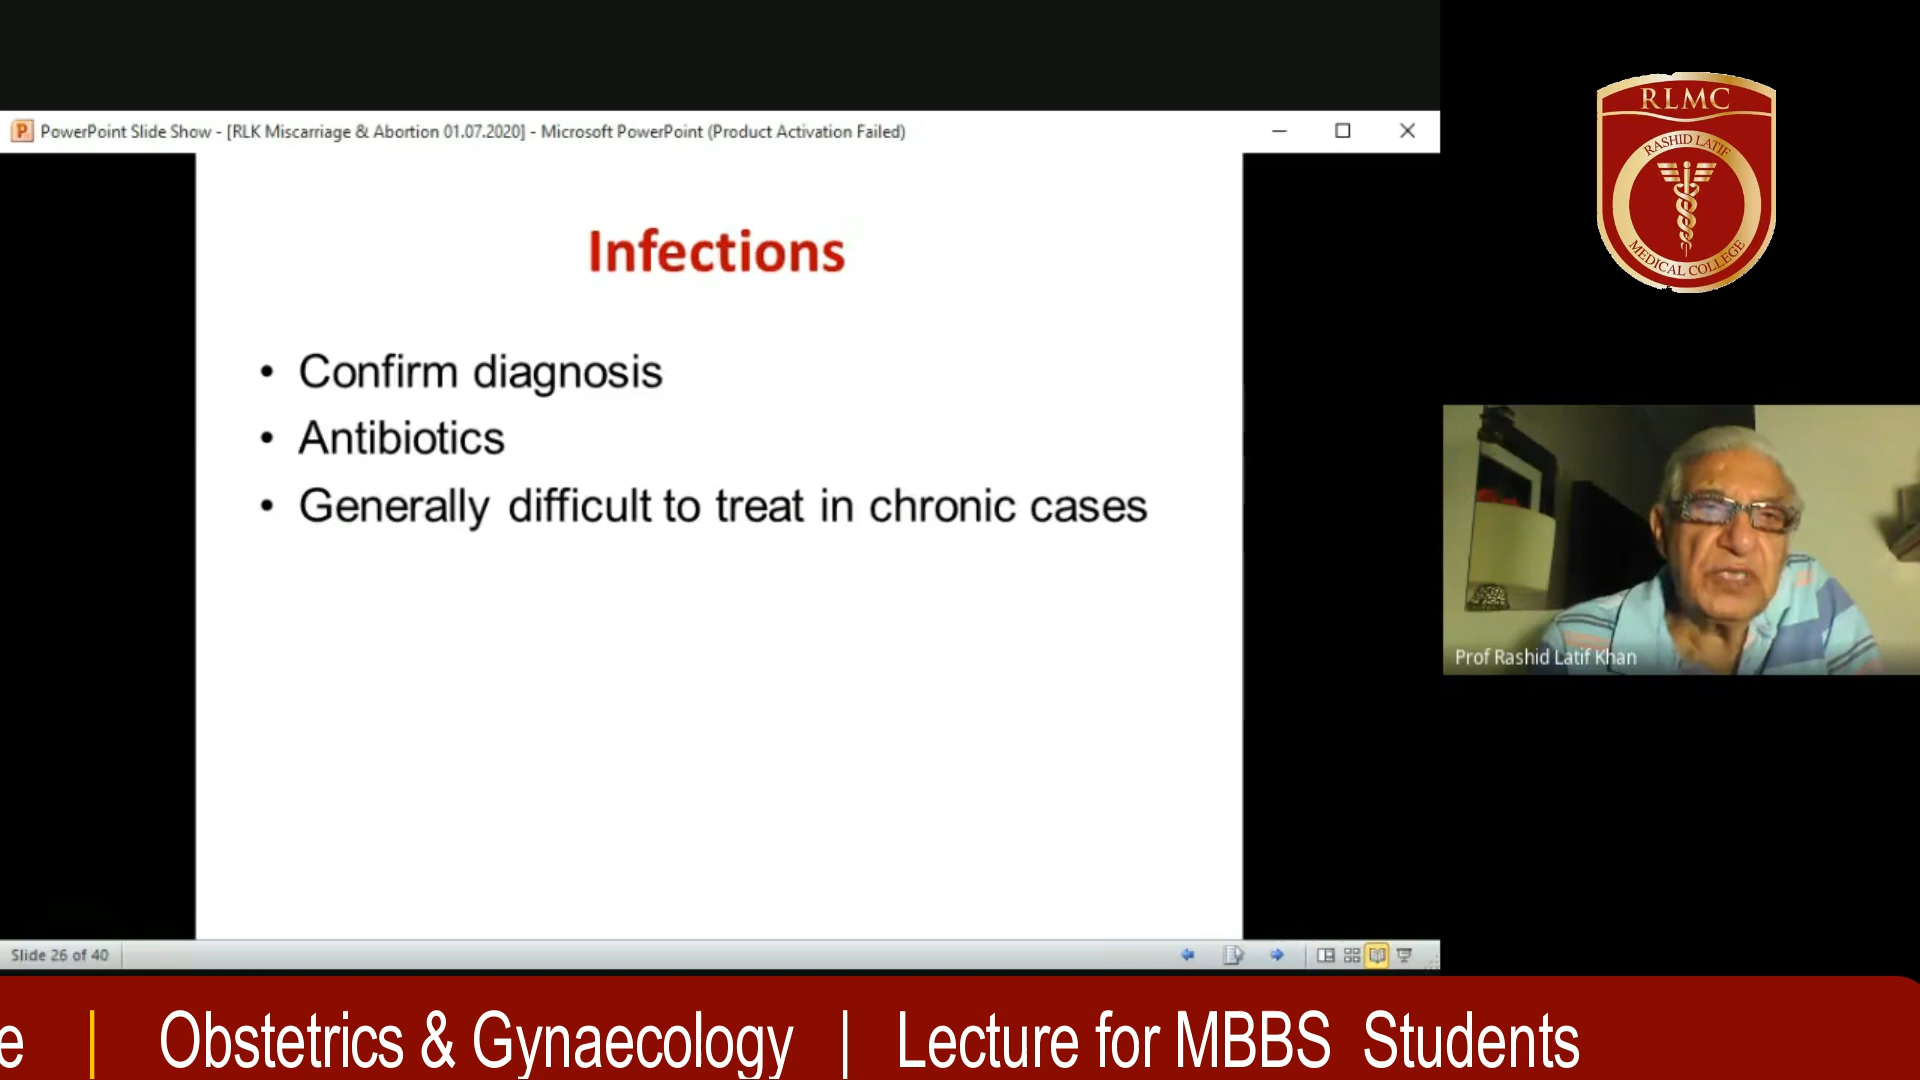 PowerPoint Slide Show - [RLK Miscarriage & Abortion 01.07.2020] - Microsoft PowerPoint (Product Activation Failed)
Infections
• Confirm diagnosis
• Antibiotics
• Generally difficult to treat in chronic cases
Slide 26 of 40
RLMC
RASHID LATIF
MEDICAL COLLEGE
Prof Rashid Latif Khan
e | Obstetrics & Gynaecology | Lecture for MBBS Students